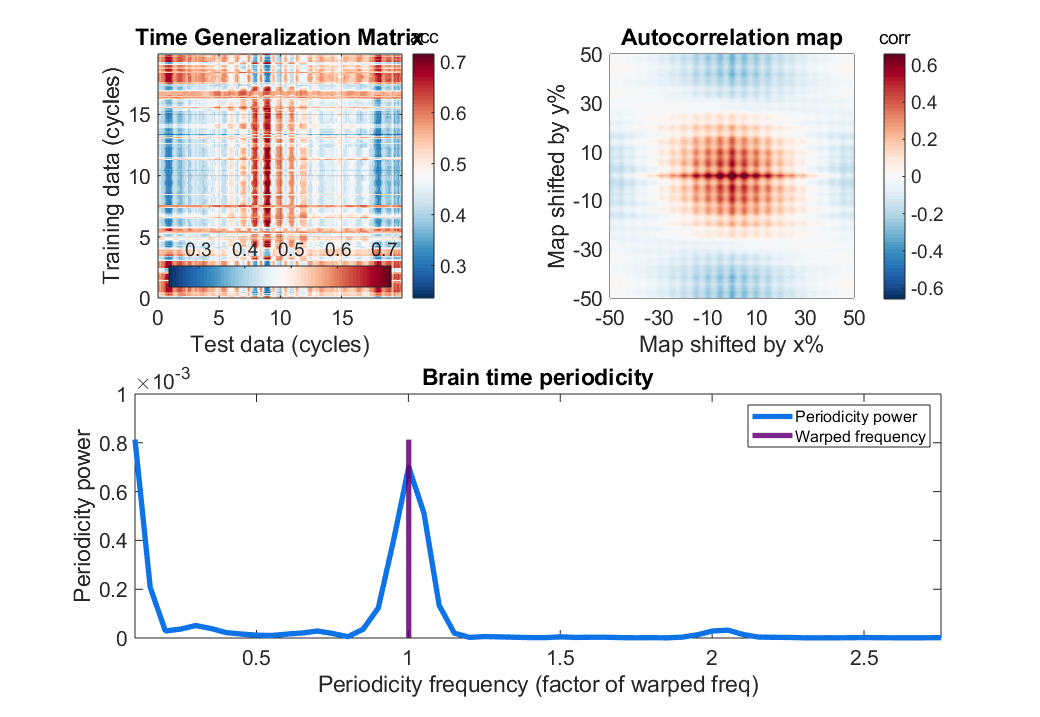 Time Generalization Matrix
acc
Training data (cycles)
15
10
5
0
0.3 0.4 0.5 0.6 0.7
0 5 10 15
Test data (cycles)
0.7
0.6
0.5
0.4
0.3
Autocorrelation map
corr
Map shifted by y%
50
30
10
-10
-30
-50
-50 -30 -10 10 30 50
Map shifted by x%
0.6
0.4
0.2
0
-0.2
-0.4
-0.6
Brain time periodicity
×10-3
Periodicity power
1
0.8
0.6
0.4
0.2
0
Periodicity power
Warped frequency
0.5 1 1.5 2 2.5
Periodicity frequency (factor of warped freq)